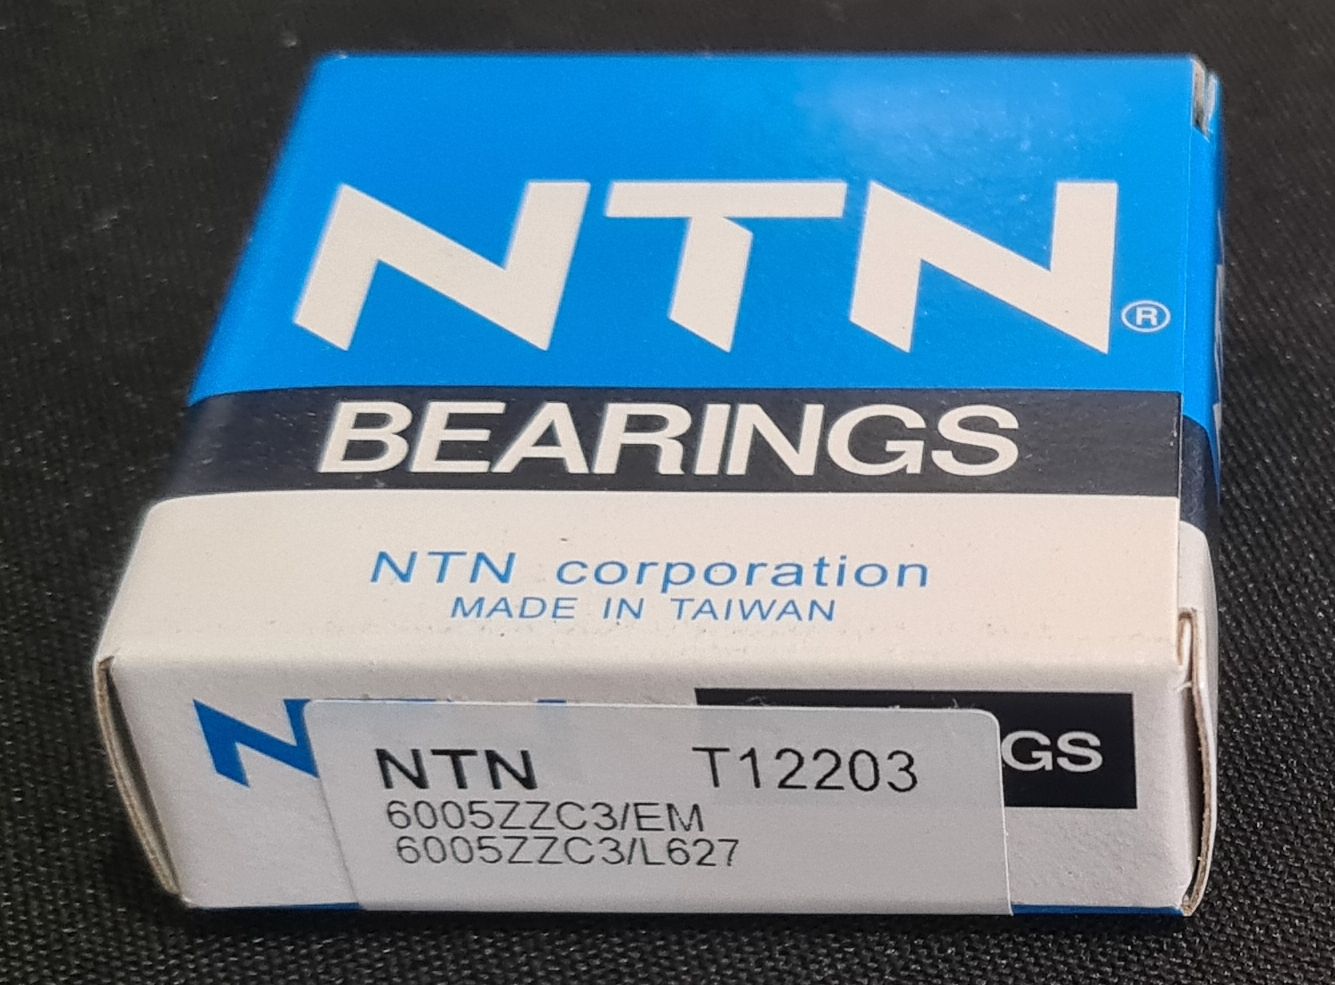 NTN®
BEARINGS
NTN corporation
MADE IN TAIWAN
GS
NTN T12203
6005ZZC3/EM
6005ZZC3/L627